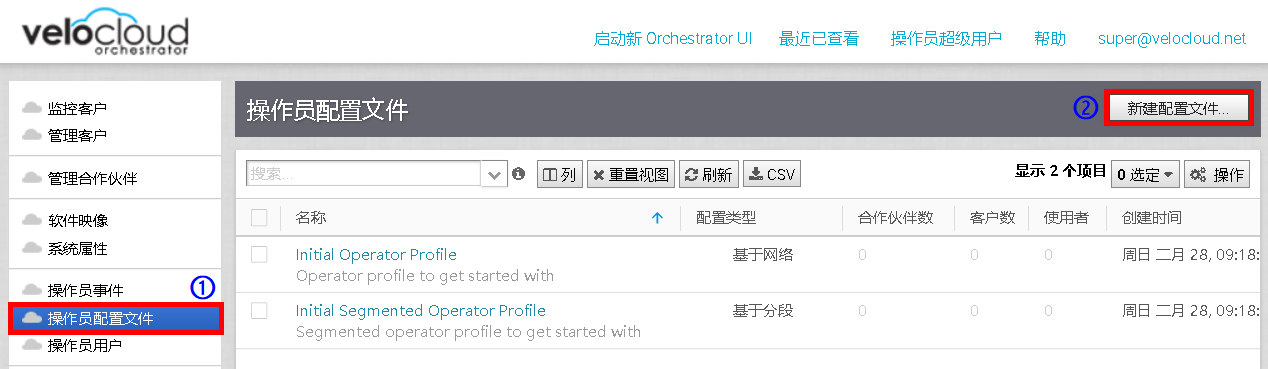 velocloud
orchestrator
启动新 Orchestrator UI 最近已查看 操作员超级用户 帮助 super@velocloud.net
监控客户
管理客户
管理合作伙伴
软件映像
系统属性
操作员事件 ①
操作员配置文件
操作员用户
操作员配置文件 ② 新建配置文件...
搜索... 列 重置视图 刷新 CSV 显示 2 个项目 0 选定 操作
名称 配置类型 合作伙伴数 客户数 使用者 创建时间
Initial Operator Profile 基于网络 0 0 0 周日 二月 28, 09:18:
Operator profile to get started with
Initial Segmented Operator Profile 基于分段 0 0 0 周日 二月 28, 09:18:
Segmented operator profile to get started with